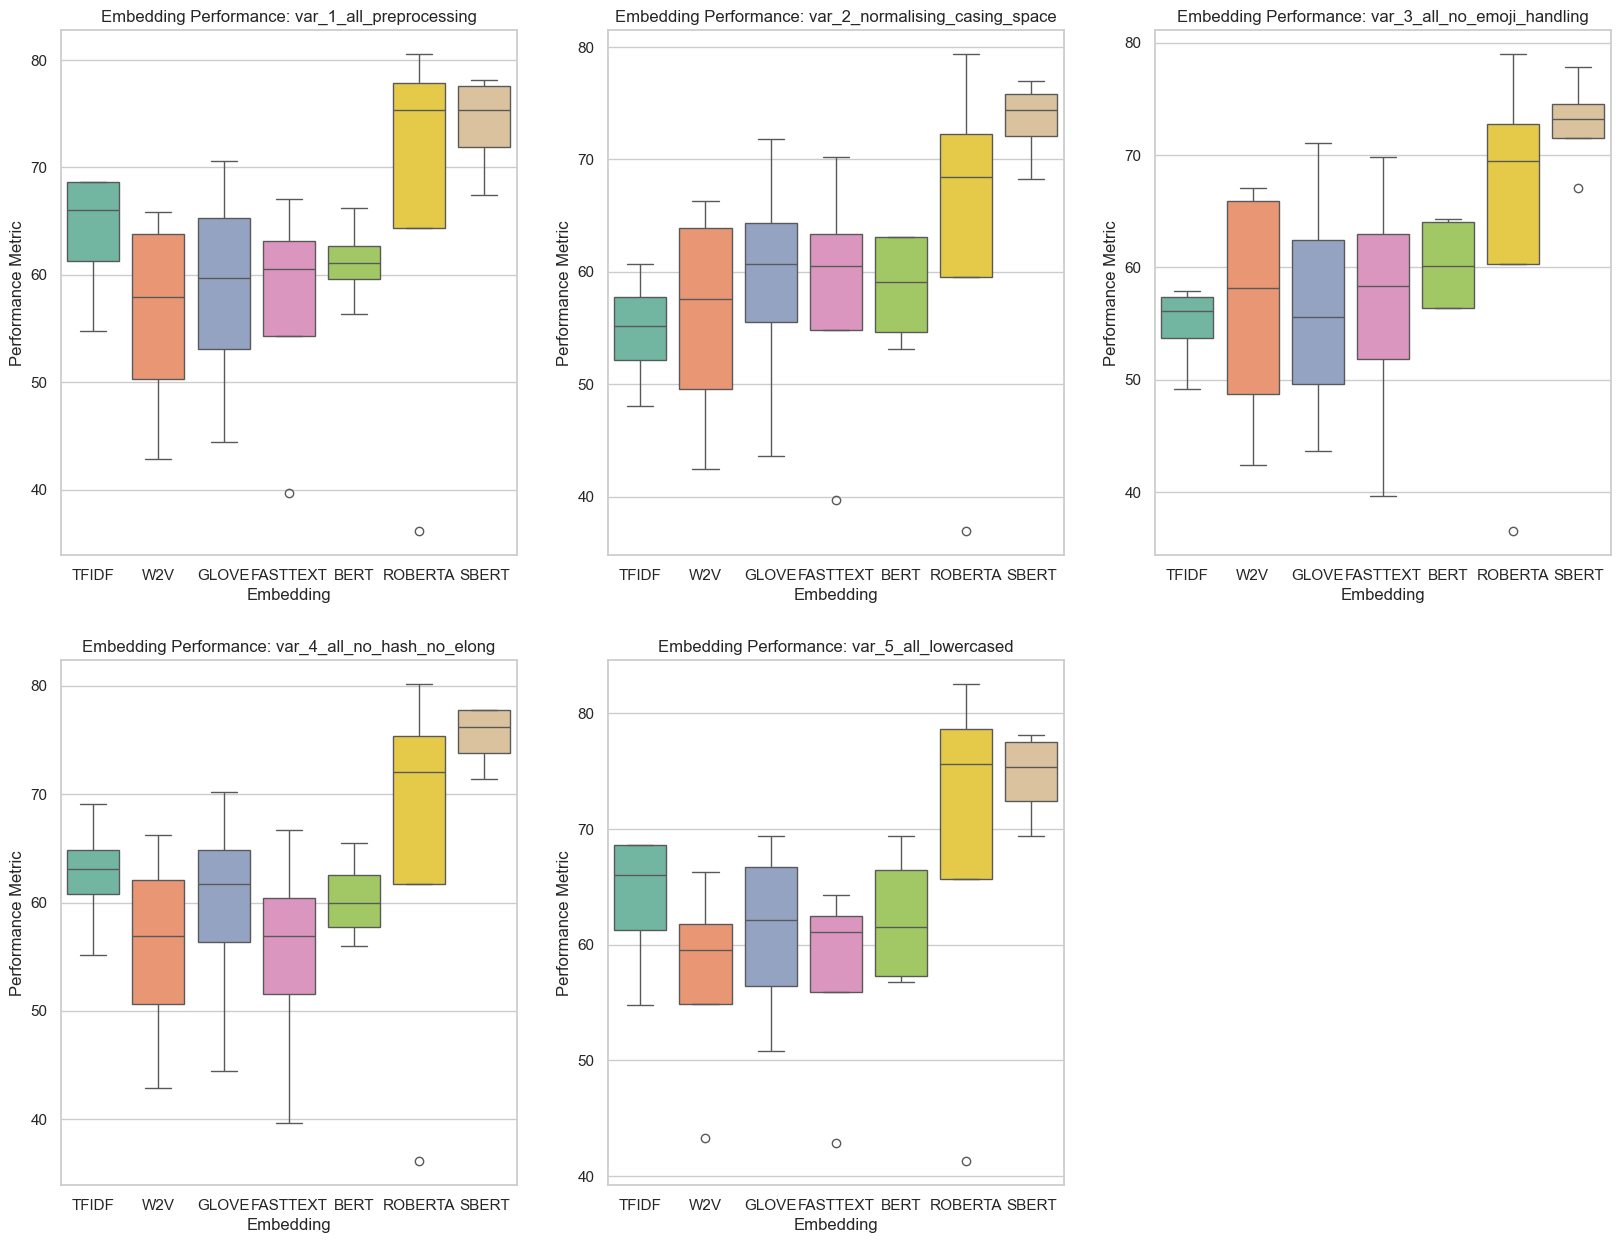 Embedding Performance: var_1_all_preprocessing
80
70
60
50
40
Performance Metric
TFIDF W2V GLOVE FASTTEXT BERT ROBERTA SBERT
Embedding
Embedding Performance: var_2_normalising_casing_space
80
70
60
50
40
Performance Metric
TFIDF W2V GLOVE FASTTEXT BERT ROBERTA SBERT
Embedding
Embedding Performance: var_3_all_no_emoji_handling
80
70
60
50
40
Performance Metric
TFIDF W2V GLOVE FASTTEXT BERT ROBERTA SBERT
Embedding
Embedding Performance: var_4_all_no_hash_no_elong
80
70
60
50
40
Performance Metric
TFIDF W2V GLOVE FASTTEXT BERT ROBERTA SBERT
Embedding
Embedding Performance: var_5_all_lowercased
80
70
60
50
40
Performance Metric
TFIDF W2V GLOVE FASTTEXT BERT ROBERTA SBERT
Embedding